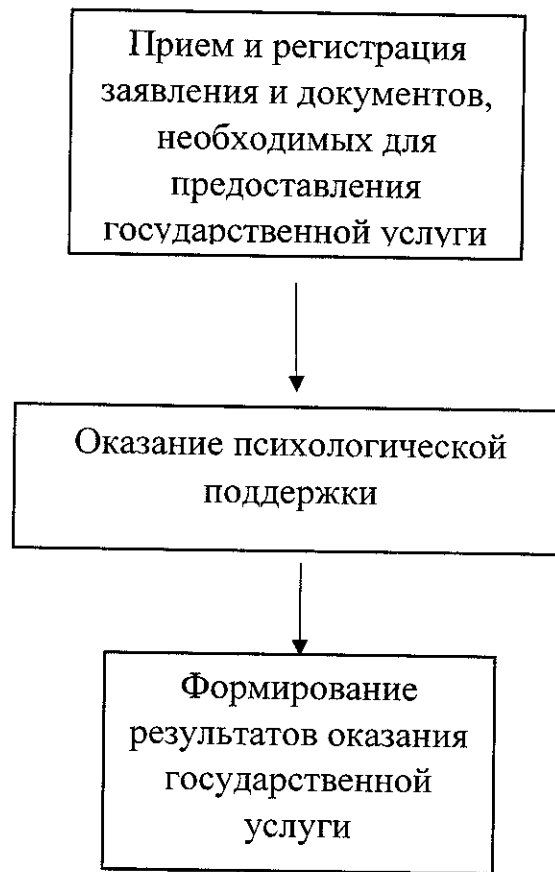 Прием и регистрация
заявления и документов,
необходимых для
предоставления
государственной услуги
Оказание психологической
поддержки
Формирование
результатов оказания
государственной
услуги